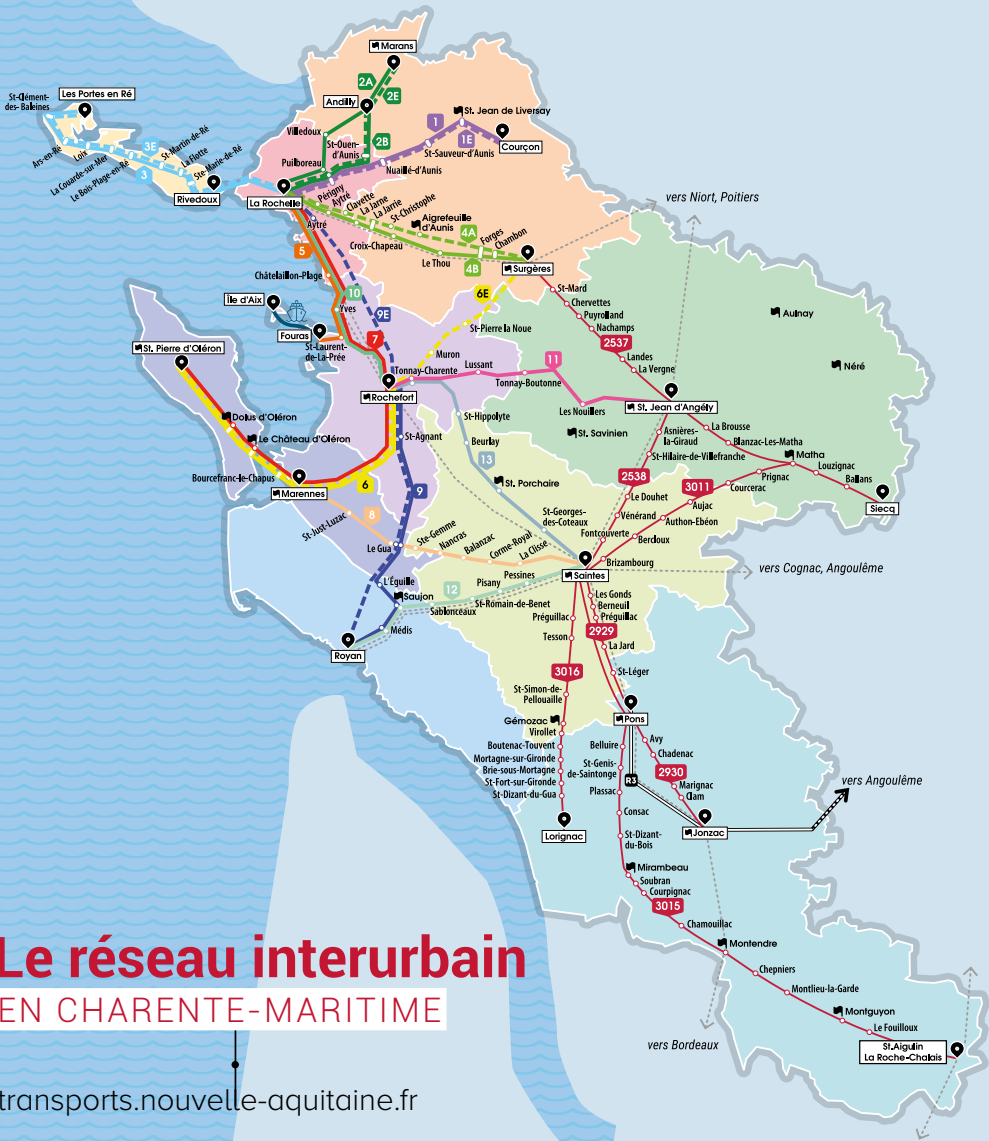 Marans
2A
2E
Andilly
St-Clément-
des- Baleines
Les Portes en Ré
Villedoux
St-Ouen-
d'Aunis
2B
1
St. Jean de Liversay
1E
Courçon
St-Sauveur-d'Aunis
Nuaillé-d'Aunis
Puilboreau
Ars-en-Ré
Loix
La Couarde-sur-Mer
Le Bois-Plage-en-Ré
3E
3
St-Martin-de-Ré
La Flotte
Ste-Marie-de-Ré
Rivedoux
La Rochelle
Périgny
Aytré
Clavette
La Jarne
La Jarrie
St-Christophe
Aigrefeuille
d'Aunis
4A
Forges
Chambon
Croix-Chapeau
Le Thou
4B
Surgères
vers Niort, Poitiers
Aytré
5
Châtelaillon-Plage
10
Yves
9E
6E
Île d'Aix
Fouras
St-Laurent-
de-La-Prée
7
St-Pierre la Noue
Muron
St-Mard
Chervettes
Puyrolland
Nachamps
2537
Landes
La Vergne
Aulnay
Néré
St. Pierre d'Oléron
Tonnay-Charente
Lussant
11
Tonnay-Boutonne
Les Nouillers
Rochefort
St. Jean d'Angély
Dolus d'Oléron
Le Château d'Oléron
St-Agnant
St-Hippolyte
Beurlay
13
St. Savinien
Asnières-
la-Giraud
La Brousse
Blanzac-Les-Matha
St-Hilaire-de-Villefranche
Matha
Louzignac
Ballans
Siecq
Bourcefranc-le-Chapus
Marennes
6
9
St. Porchaire
2538
Le Douhet
3011
Prignac
Courcerac
Aujac
St-Just-Luzac
8
Le Gua
Ste-Gemme
Nancras
Balanzac
Corme-Royal
La Clisse
St-Georges-
des-Coteaux
Vénérand
Authon-Ebéon
Fontcouverte
Bercloux
Brizambourg
Saintes
vers Cognac, Angoulême
L'Éguille
Saujon
12
Sablonceaux
Pisany
Pessines
St-Romain-de-Benet
Médis
Royan
Les Gonds
Berneuil
Préguillac
Préguillac
2929
Tesson
La Jard
3016
St-Léger
St-Simon-de-
Pellouaille
Pons
Gémozac
Virollet
Boutenac-Touvent
Mortagne-sur-Gironde
Brie-sous-Mortagne
St-Fort-sur-Gironde
St-Dizant-du-Gua
Lorignac
Belluire
Avy
Chadenac
St-Genis-
de-Saintonge
R3
2930
Marignac
Clam
Plassac
vers Angoulême
Consac
Jonzac
St-Dizant-
du-Bois
Mirambeau
Soubran
Courpignac
3015
Chamouillac
Montendre
Chepniers
Montlieu-la-Garde
Montguyon
Le Fouilloux
St.Aigulin
La Roche-Chalais
vers Bordeaux
Le réseau interurbain
EN CHARENTE-MARITIME
transports.nouvelle-aquitaine.fr